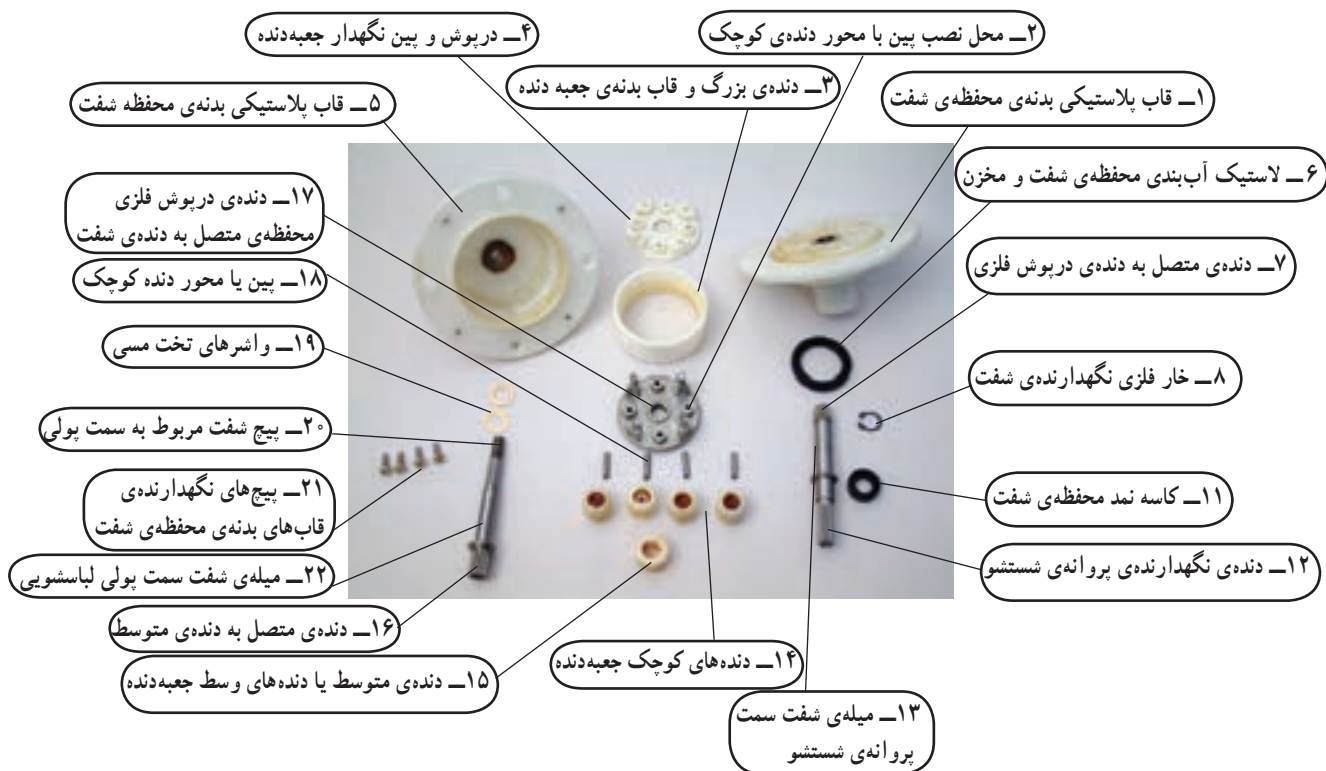 ۴ــ درپوش و پین نگهدار جعبه‌دنده
۲ــ محل نصب پین با محور دنده‌ی کوچک
۳ــ دنده‌ی بزرگ و قاب بدنه‌ی جعبه دنده
۵ــ قاب پلاستیکی بدنه‌ی محفظه شفت
۱ــ قاب پلاستیکی بدنه‌ی محفظه‌ی شفت
۶ــ لاستیک آب‌بندی محفظه‌ی شفت و مخزن
۱۷ــ دنده‌ی درپوش فلزی
محفظه‌ی متصل به دنده‌ی شفت
۷ــ دنده‌ی متصل به دنده‌ی درپوش فلزی
۱۸ــ پین یا محور دنده کوچک
۱۹ــ واشرهای تخت مسی
۸ــ خار فلزی نگهدارنده‌ی شفت
۲۰ــ پیچ شفت مربوط به سمت پولی
۲۱ــ پیچ‌های نگهدارنده‌ی
قاب‌های بدنه‌ی محفظه‌ی شفت
۱۱ــ کاسه نمد محفظه‌ی شفت
۲۲ــ میله‌ی شفت سمت پولی لباسشویی
۱۲ــ دنده‌ی نگهدارنده‌ی پروانه‌ی شستشو
۱۶ــ دنده‌ی متصل به دنده‌ی متوسط
۱۴ــ دنده‌های کوچک جعبه‌دنده
۱۵ــ دنده‌ی متوسط یا دنده‌های وسط جعبه‌دنده
۱۳ــ میله‌ی شفت سمت
پروانه‌ی شستشو